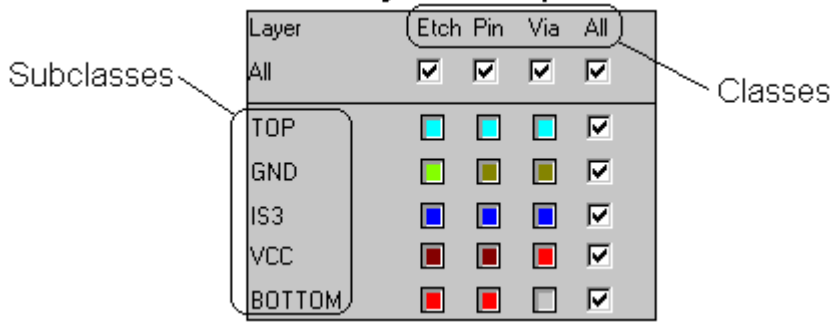 Layer Etch Pin Via All
All
Subclasses
Classes
TOP
GND
IS3
VCC
BOTTOM